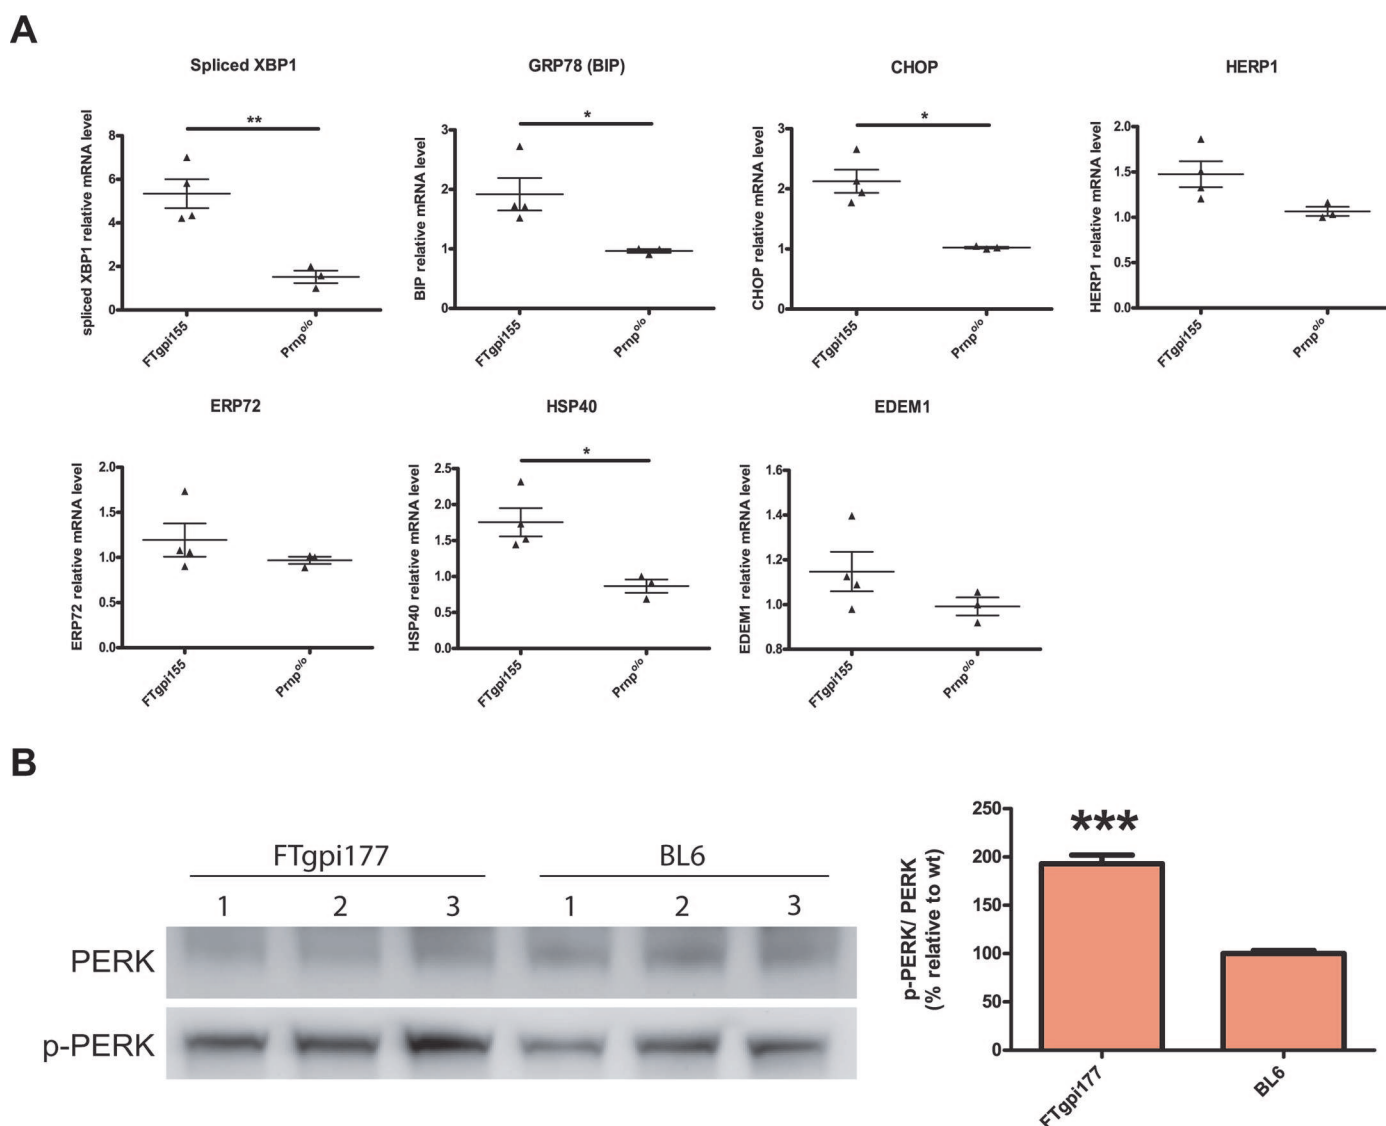 A
Spliced XBP1
GRP78 (BIP)
CHOP
HERP1
spliced XBP1 relative mRNA level
8
6
4
2
0
**
FTgpi155
Prnp^o/o
BIP relative mRNA level
3
2
1
0
*
FTgpi155
Prnp^o/o
CHOP relative mRNA level
3
2
1
0
*
FTgpi155
Prnp^o/o
HERP1 relative mRNA level
2.0
1.5
1.0
0.5
0.0
FTgpi155
Prnp^o/o
ERP72
HSP40
EDEM1
ERP72 relative mRNA level
2.0
1.5
1.0
0.5
0.0
FTgpi155
Prnp^o/o
HSP40 relative mRNA level
2.5
2.0
1.5
1.0
0.5
0.0
*
FTgpi155
Prnp^o/o
EDEM1 relative mRNA level
1.6
1.4
1.2
1.0
0.8
FTgpi155
Prnp^o/o
B
FTgpi177
BL6
1 2 3 1 2 3
PERK
p-PERK
p-PERK/ PERK
(% relative to wt)
250
200
150
100
50
0
***
FTgpi177
BL6